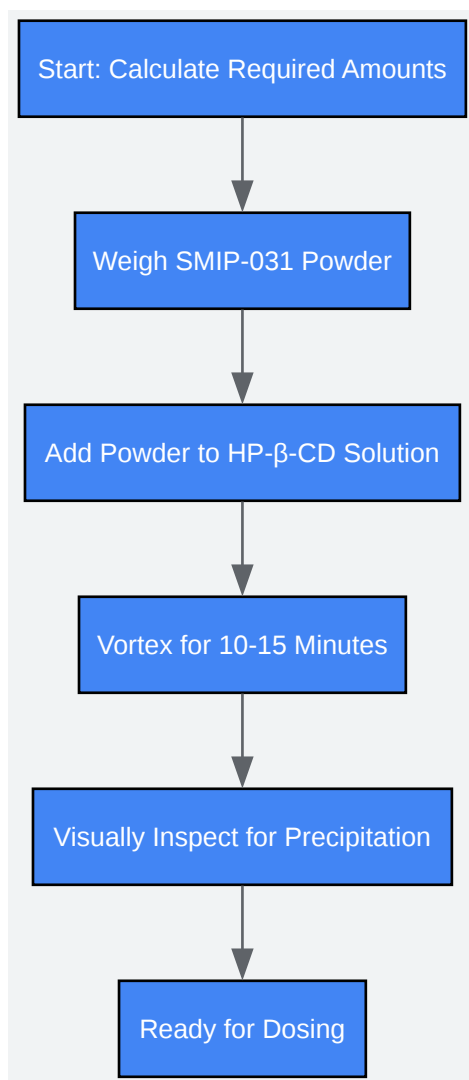 Start: Calculate Required Amounts
Weigh SMIP-031 Powder
Add Powder to HP-β-CD Solution
Vortex for 10-15 Minutes
Visually Inspect for Precipitation
Ready for Dosing